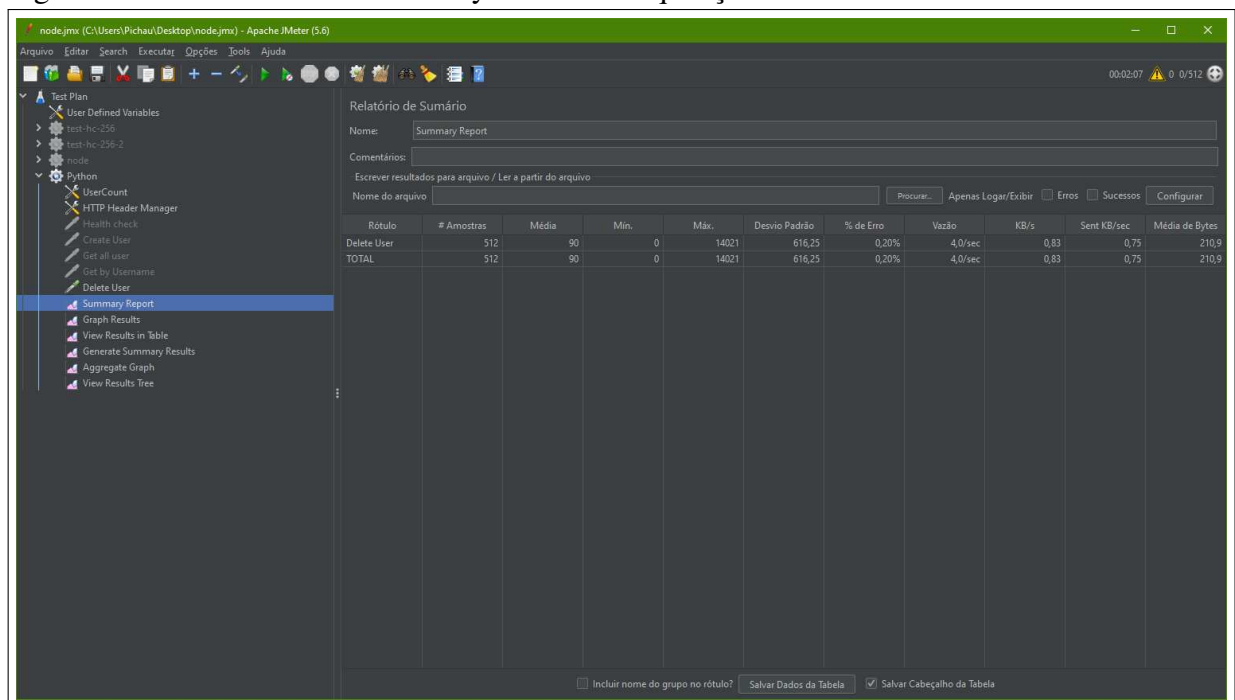 node.jmx (C:\Users\Pichau\Desktop\node.jmx) - Apache JMeter (5.6)
Arquivo Editar Search Executar Opções Tools Ajuda
00:02:07 0 0/512
Test Plan
User Defined Variables
test-hc-256
test-hc-256-2
node
Python
UserCount
HTTP Header Manager
Health check
Create User
Get all user
Get by Username
Delete User
Summary Report
Graph Results
View Results in Table
Generate Summary Results
Aggregate Graph
View Results Tree
Relatório de Sumário
Nome: Summary Report
Comentários:
Escrever resultados para arquivo / Ler a partir do arquivo
Nome do arquivo Procurar... Apenas Logar/Exibir Erros Sucessos Configurar
Rótulo # Amostras Média Mín. Máx. Desvio Padrão % de Erro Vazão KB/s Sent KB/sec Média de Bytes
Delete User 512 90 0 14021 616,25 0,20% 4,0/sec 0,83 0,75 210,9
TOTAL 512 90 0 14021 616,25 0,20% 4,0/sec 0,83 0,75 210,9
Incluir nome do grupo no rótulo? Salvar Dados da Tabela Salvar Cabeçalho da Tabela